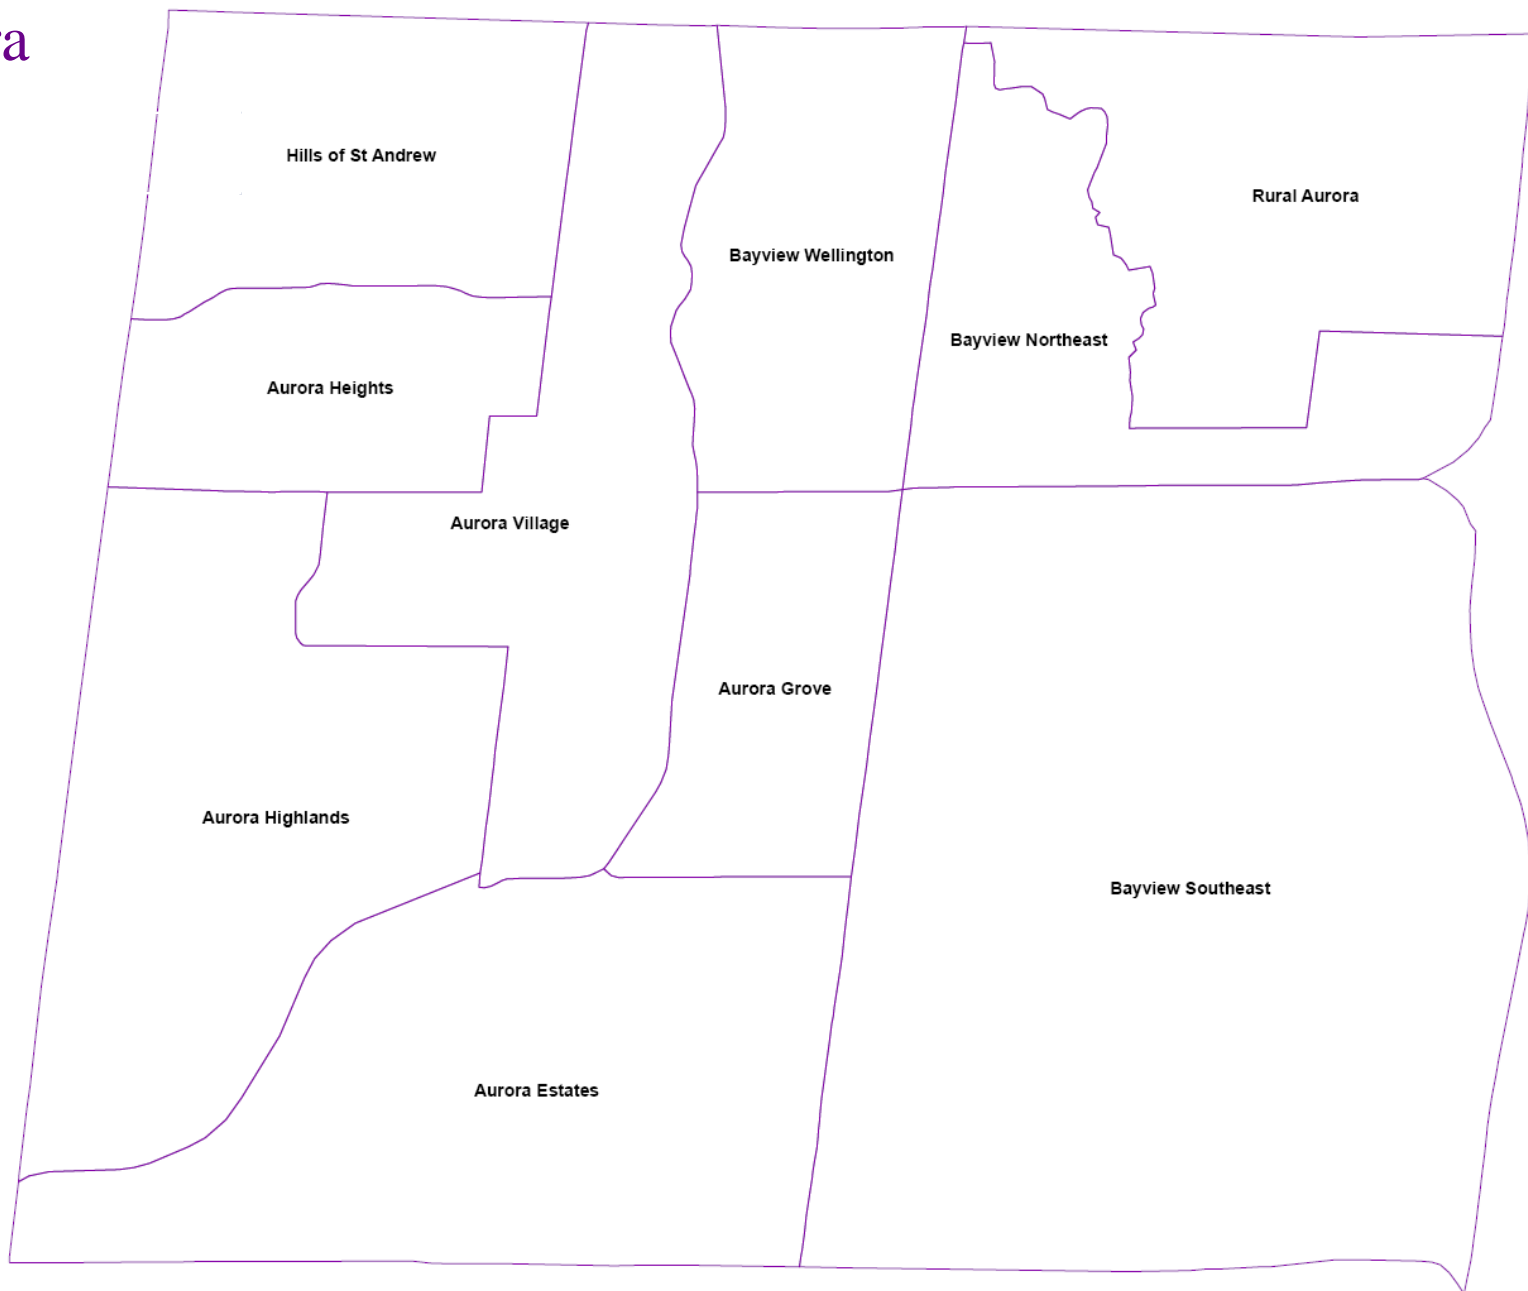 ra
Hills of St Andrew
Rural Aurora
Bayview Wellington
Bayview Northeast
Aurora Heights
Aurora Village
Aurora Grove
Aurora Highlands
Bayview Southeast
Aurora Estates